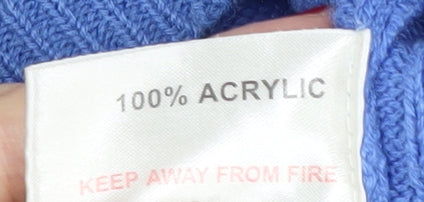 100% ACRYLIC
KEEP AWAY FROM FIRE